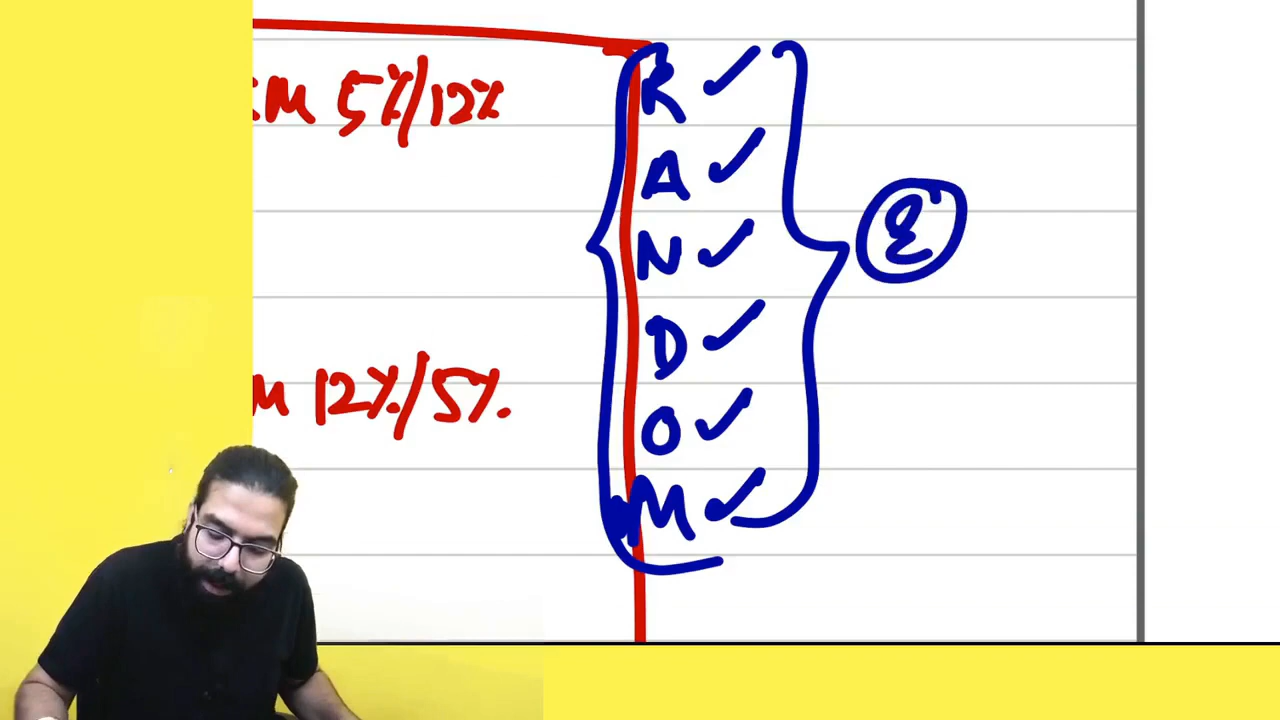 M 5%/12%
R ✓
A ✓
N ✓
D ✓
M 12%/5%.
O ✓
M ✓